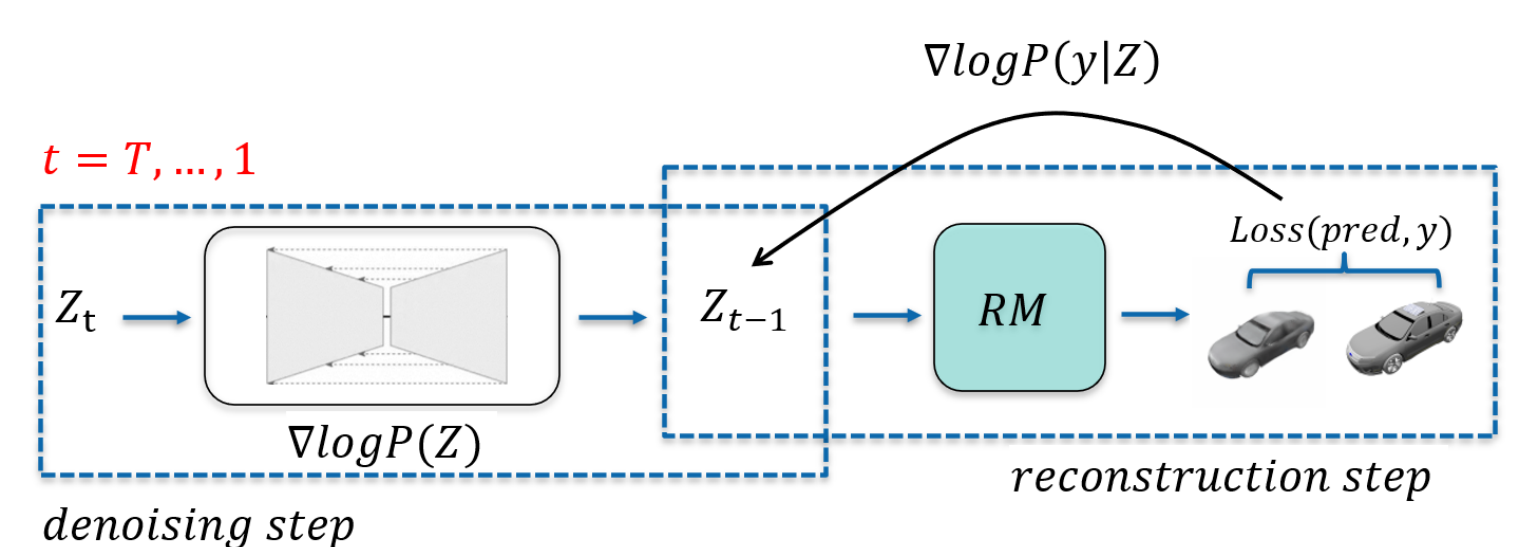 ∇logP(y|Z)
t = T, … , 1
Loss(pred, y)
Z_t
Z_{t−1}
RM
∇logP(Z)
reconstruction step
denoising step